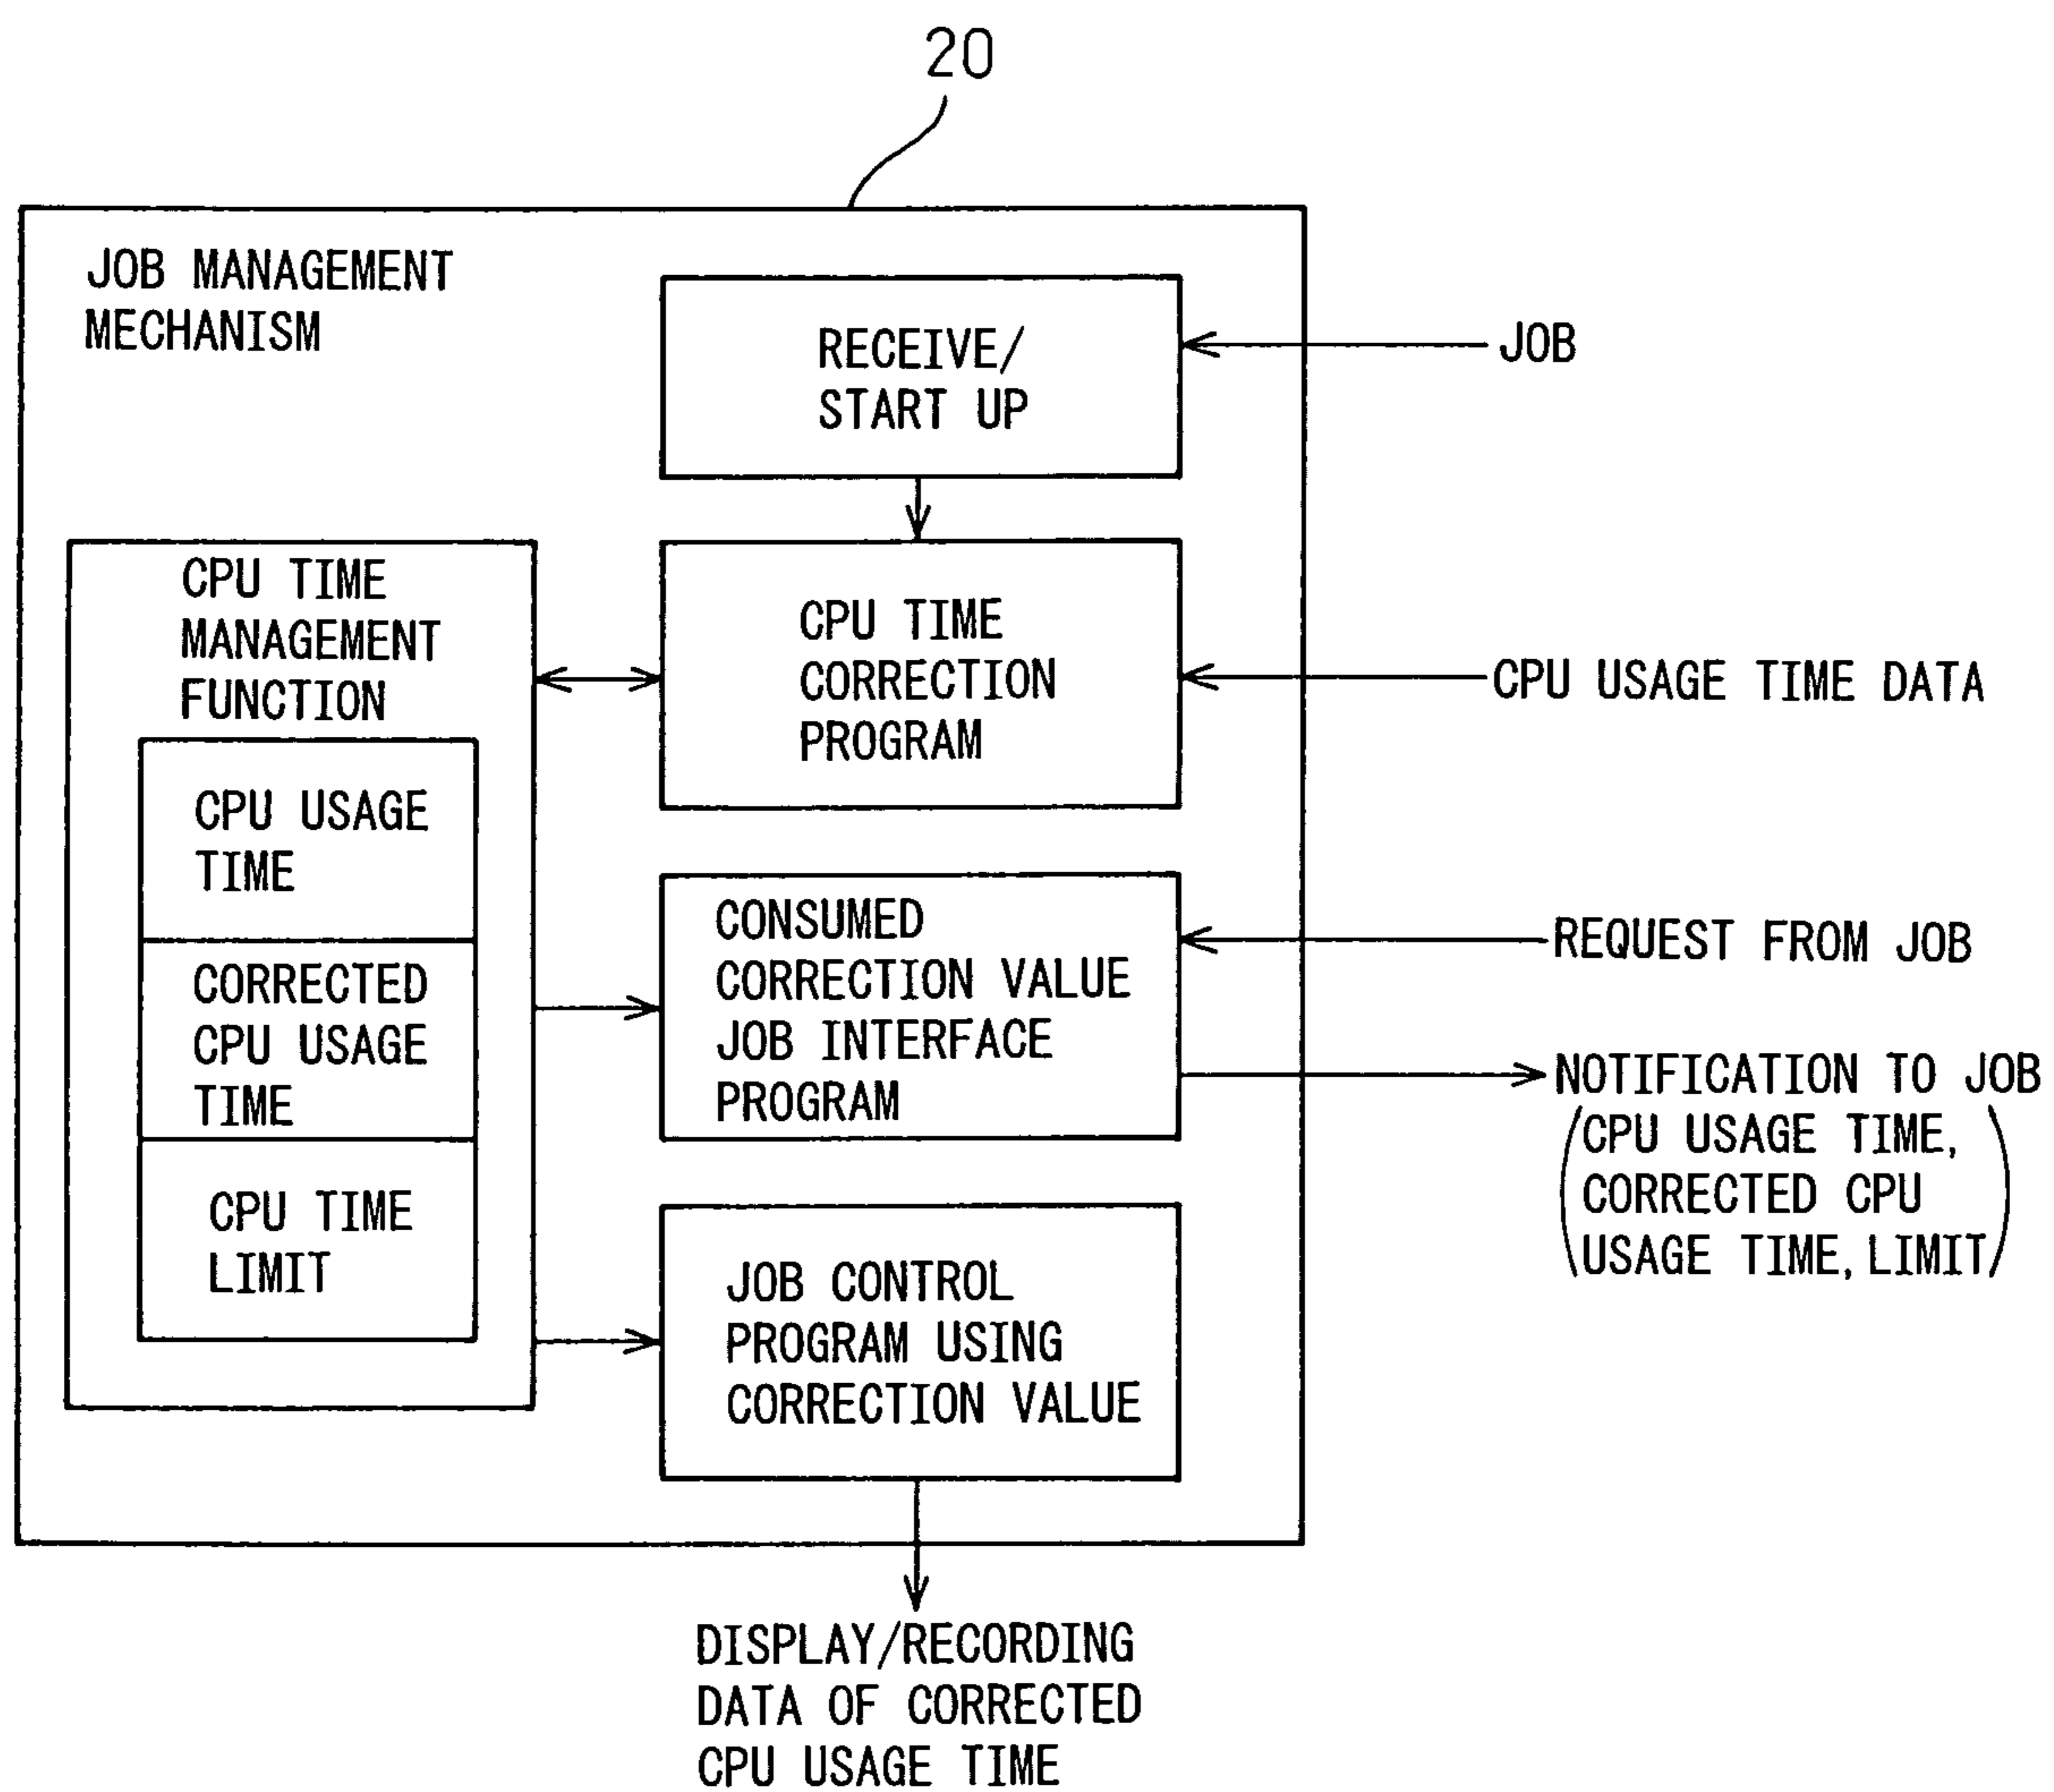 20
JOB MANAGEMENT
MECHANISM
RECEIVE/
START UP
JOB
CPU TIME
MANAGEMENT
FUNCTION
CPU USAGE
TIME
CORRECTED
CPU USAGE
TIME
CPU TIME
LIMIT
CPU TIME
CORRECTION
PROGRAM
CPU USAGE TIME DATA
CONSUMED
CORRECTION VALUE
JOB INTERFACE
PROGRAM
REQUEST FROM JOB
NOTIFICATION TO JOB
(CPU USAGE TIME,
CORRECTED CPU
USAGE TIME, LIMIT)
JOB CONTROL
PROGRAM USING
CORRECTION VALUE
DISPLAY/RECORDING
DATA OF CORRECTED
CPU USAGE TIME